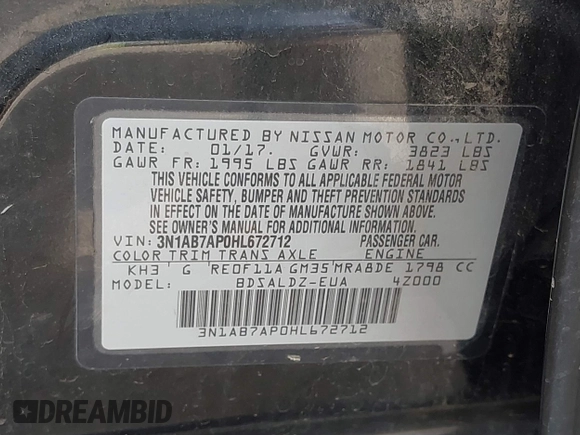 MANUFACTURED BY NISSAN MOTOR CO., LTD.
DATE: 01/17. GVWR: 3823 LBS
GAWR FR: 1995 LBS GAWR RR: 1841 LBS
THIS VEHICLE CONFORMS TO ALL APPLICABLE FEDERAL MOTOR
VEHICLE SAFETY, BUMPER, AND THEFT PREVENTION STANDARDS
IN EFFECT ON THE DATE OF MANUFACTURE SHOWN ABOVE.
SEE OWNER'S MANUAL FOR ADDITIONAL INFORMATION.
VIN: 3N1AB7AP0HL672712 PASSENGER CAR.
COLOR TRIM TRANS AXLE ENGINE
KH3 G RE0F11A GM35 MRA8DE 1798 CC
MODEL: BDSALDZ-EUA 4Z000
3N1AB7AP0HL672712
DREAMBID